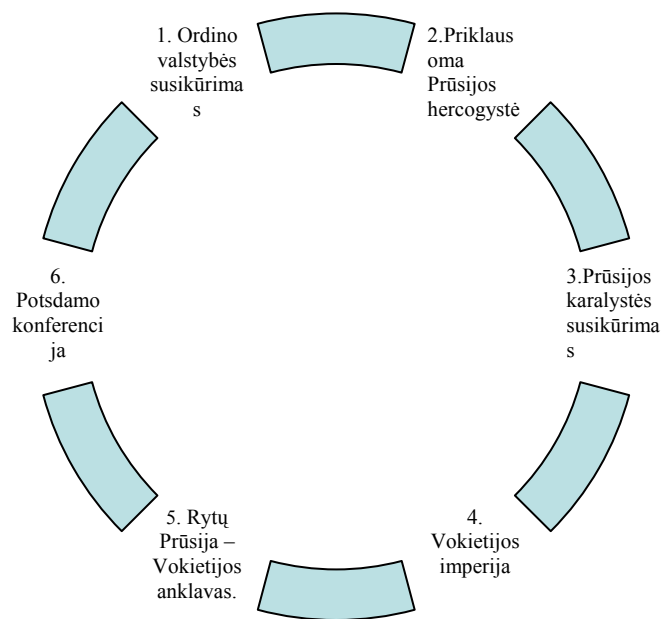 1. Ordino
valstybės
susikūrima
s
2.Priklaus
oma
Prūsijos
hercogystė
3.Prūsijos
karalystės
susikūrima
s
4.
Vokietijos
imperija
5. Rytų
Prūsija –
Vokietijos
anklavas.
6.
Potsdamo
konferenci
ja